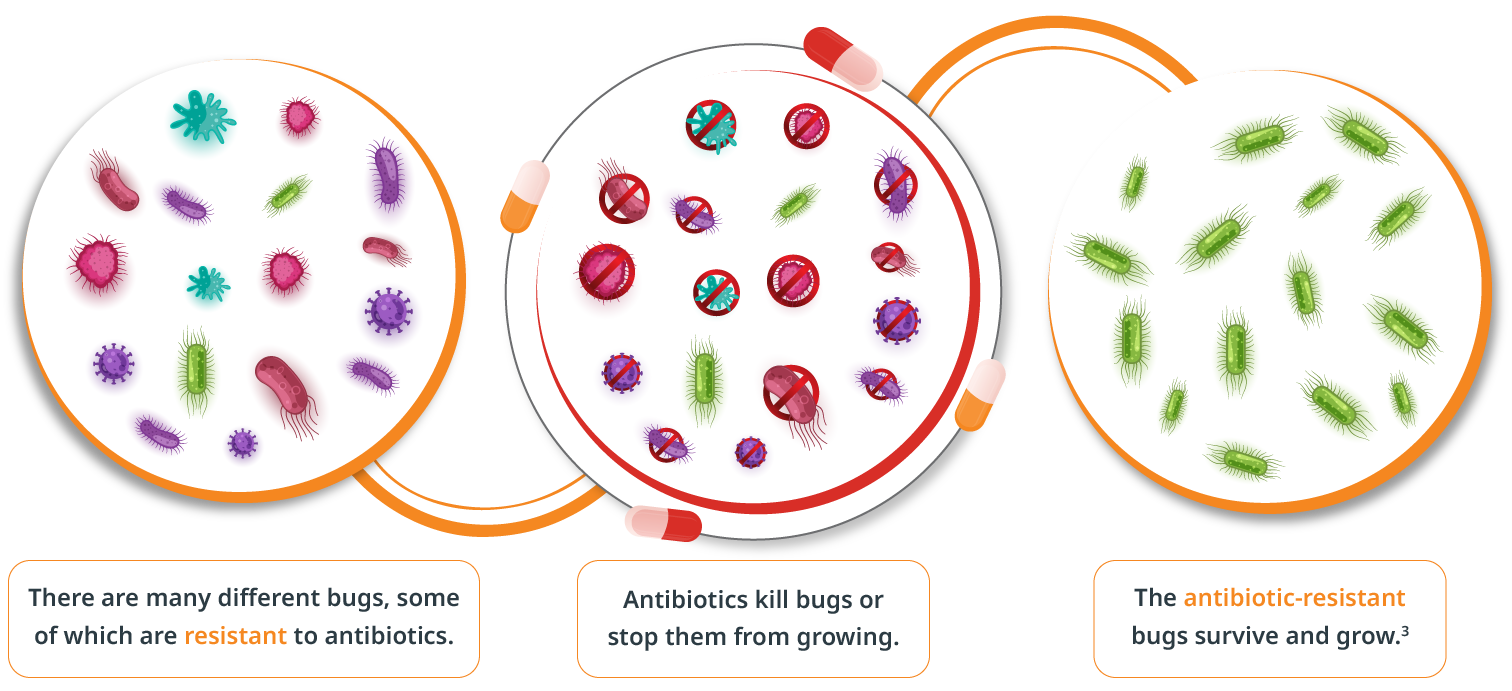 There are many different bugs, some
of which are resistant to antibiotics.
Antibiotics kill bugs or
stop them from growing.
The antibiotic-resistant
bugs survive and grow.³